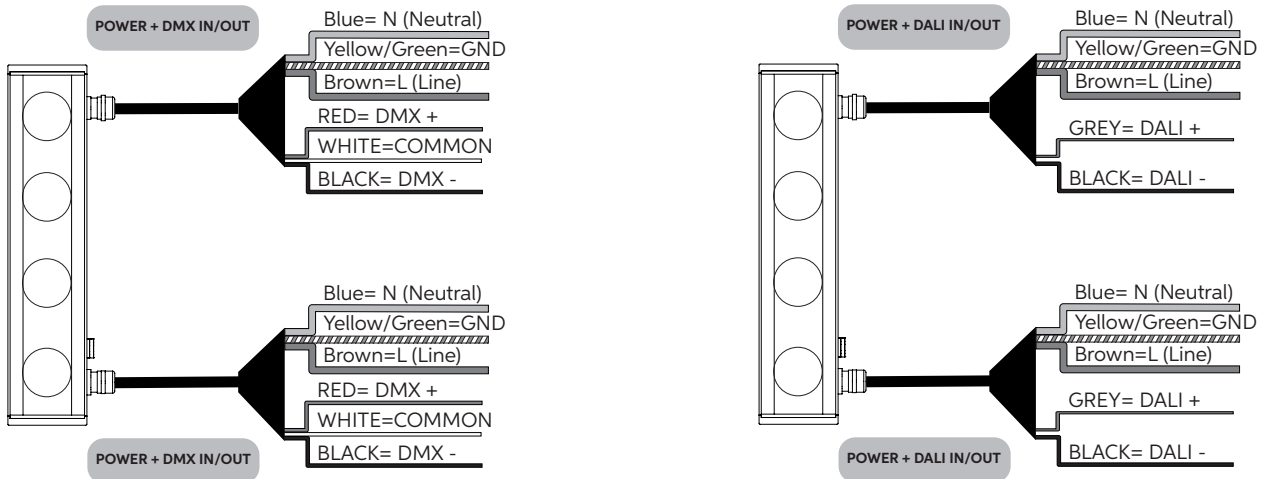 POWER + DMX IN/OUT
Blue= N (Neutral)
Yellow/Green=GND
Brown=L (Line)
RED= DMX +
WHITE=COMMON
BLACK= DMX -
Blue= N (Neutral)
Yellow/Green=GND
Brown=L (Line)
RED= DMX +
WHITE=COMMON
BLACK= DMX -
POWER + DMX IN/OUT
POWER + DALI IN/OUT
Blue= N (Neutral)
Yellow/Green=GND
Brown=L (Line)
GREY= DALI +
BLACK= DALI -
Blue= N (Neutral)
Yellow/Green=GND
Brown=L (Line)
GREY= DALI +
BLACK= DALI -
POWER + DALI IN/OUT